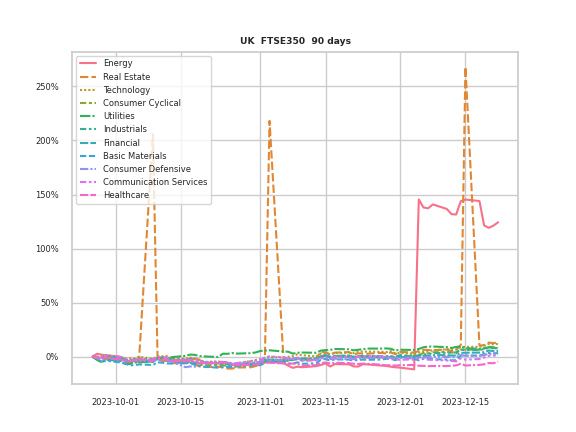 UK FTSE350 90 days
250%
200%
150%
100%
50%
0%
Energy
Real Estate
Technology
Consumer Cyclical
Utilities
Industrials
Financial
Basic Materials
Consumer Defensive
Communication Services
Healthcare
2023-10-01 2023-10-15 2023-11-01 2023-11-15 2023-12-01 2023-12-15